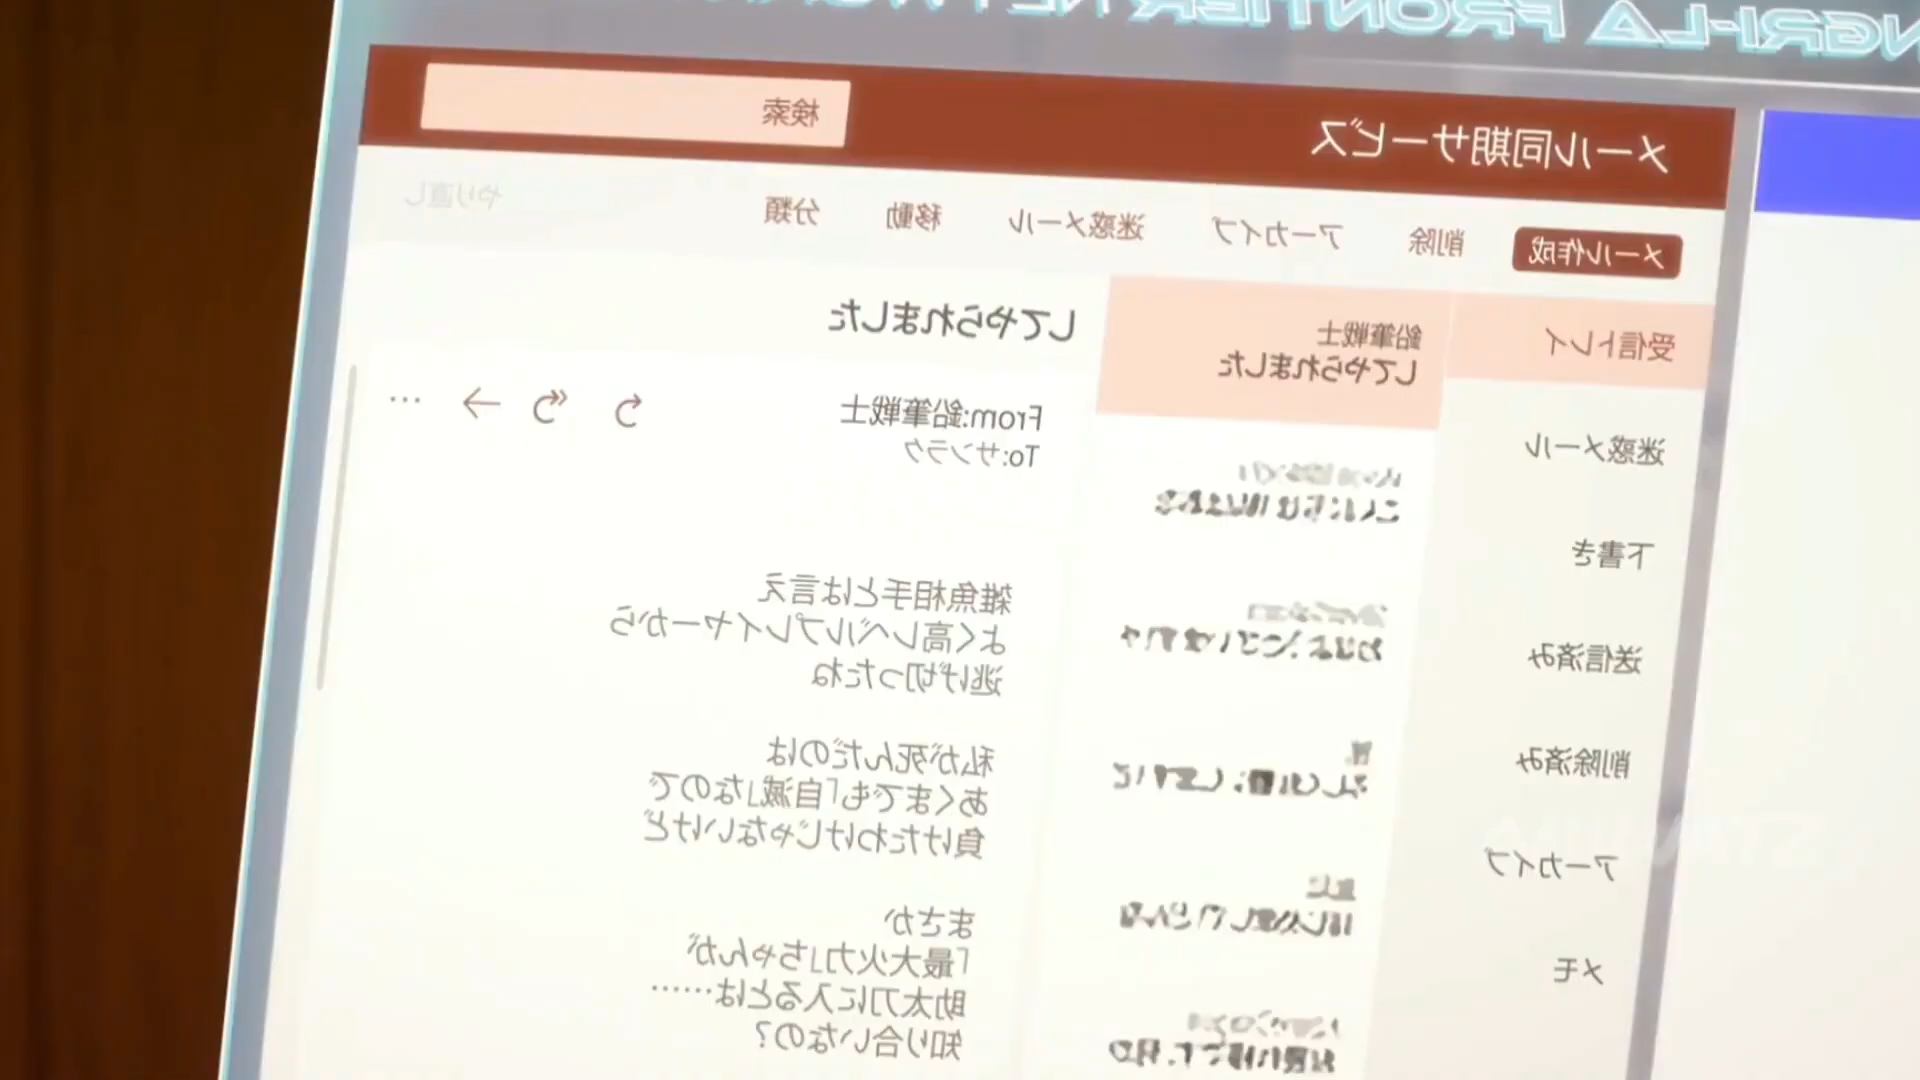 NGRI-LA FRONTIER NETWOR
メール同期サービス
検索
メール作成
削除
アーカイブ
迷惑メール
移動
分類
やり直し
受信トレイ
迷惑メール
下書き
送信済み
削除済み
アーカイブ
メモ
鉛筆戦士
してやられました
してやられました
From:鉛筆戦士
To:サンラク
雑魚相手とは言え
よく高レベルプレイヤーから
逃げ切ったね
私が死んだのは
あくまでも「自滅」なので
負けたわけじゃないけど
まさか
「最大火力」ちゃんが
助太刀に入るとは……
知り合いなの?